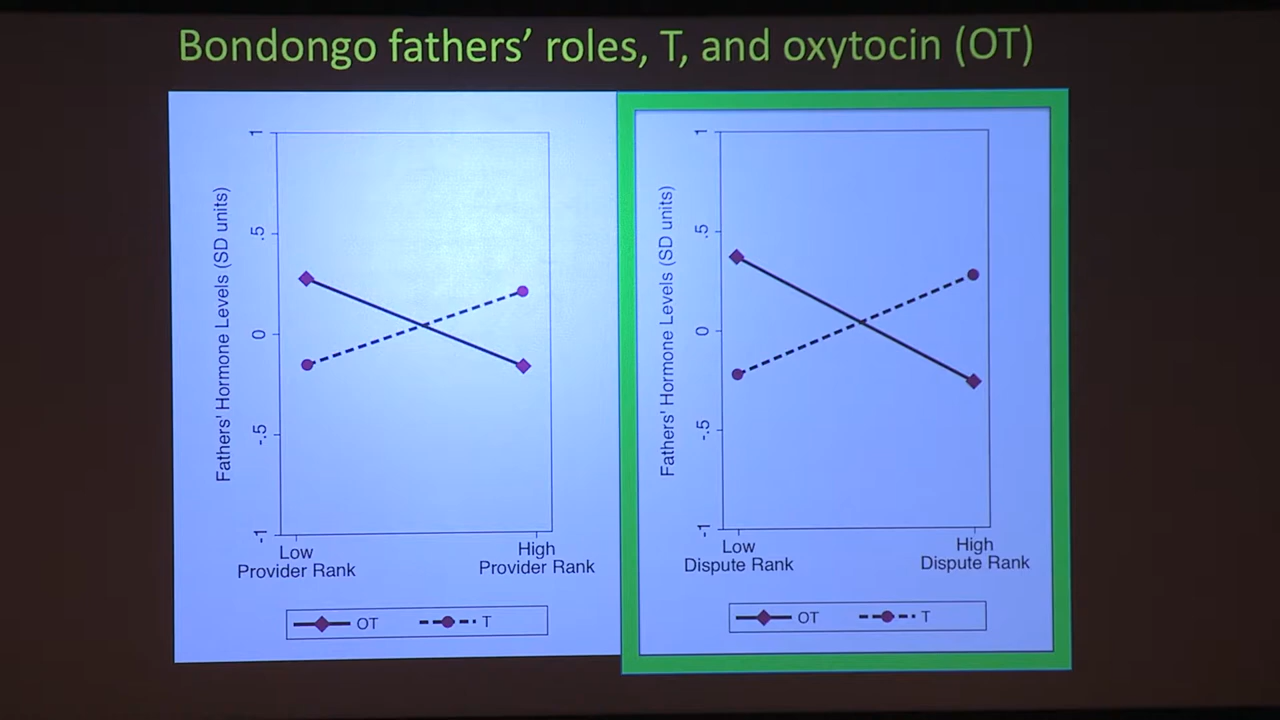 Bondongo fathers' roles, T, and oxytocin (OT)
Fathers' Hormone Levels (SD units)
1
.5
0
-.5
-1
Low
Provider Rank
High
Provider Rank
OT
T
Fathers' Hormone Levels (SD units)
1
.5
0
-.5
-1
Low
Dispute Rank
High
Dispute Rank
OT
T